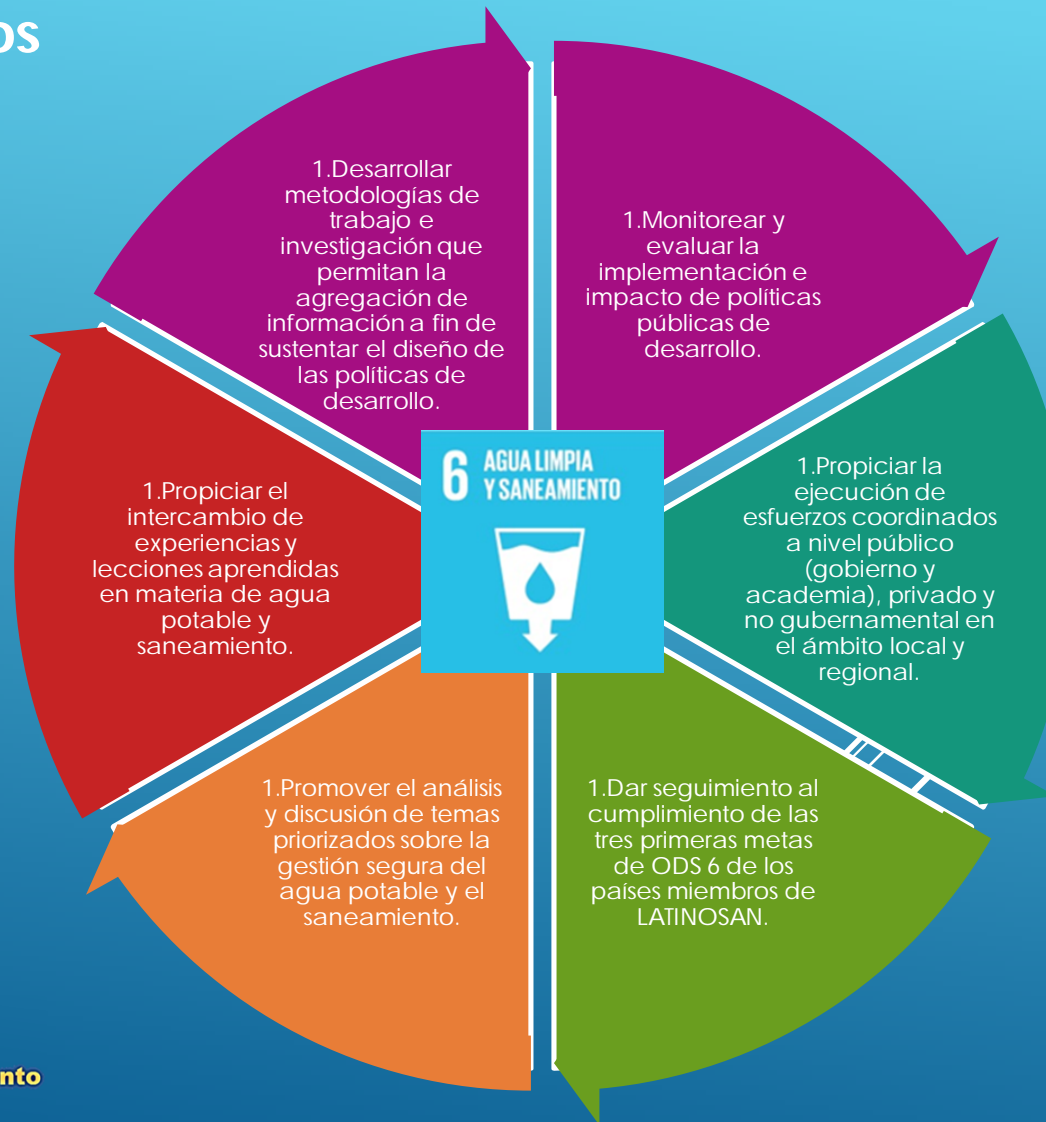 os
1.Desarrollar
metodologías de
trabajo e
investigación que
permitan la
agregación de
información a fin de
sustentar el diseño de
las políticas de
desarrollo.
1.Monitorear y
evaluar la
implementación e
impacto de políticas
públicas de
desarrollo.
1.Propiciar la
ejecución de
esfuerzos coordinados
a nivel público
(gobierno y
academia), privado y
no gubernamental en
el ámbito local y
regional.
1.Dar seguimiento al
cumplimiento de las
tres primeras metas
de ODS 6 de los
países miembros de
LATINOSAN.
1.Promover el análisis
y discusión de temas
priorizados sobre la
gestión segura del
agua potable y el
saneamiento.
1.Propiciar el
intercambio de
experiencias y
lecciones aprendidas
en materia de agua
potable y
saneamiento.
6 AGUA LIMPIA
Y SANEAMIENTO
nto